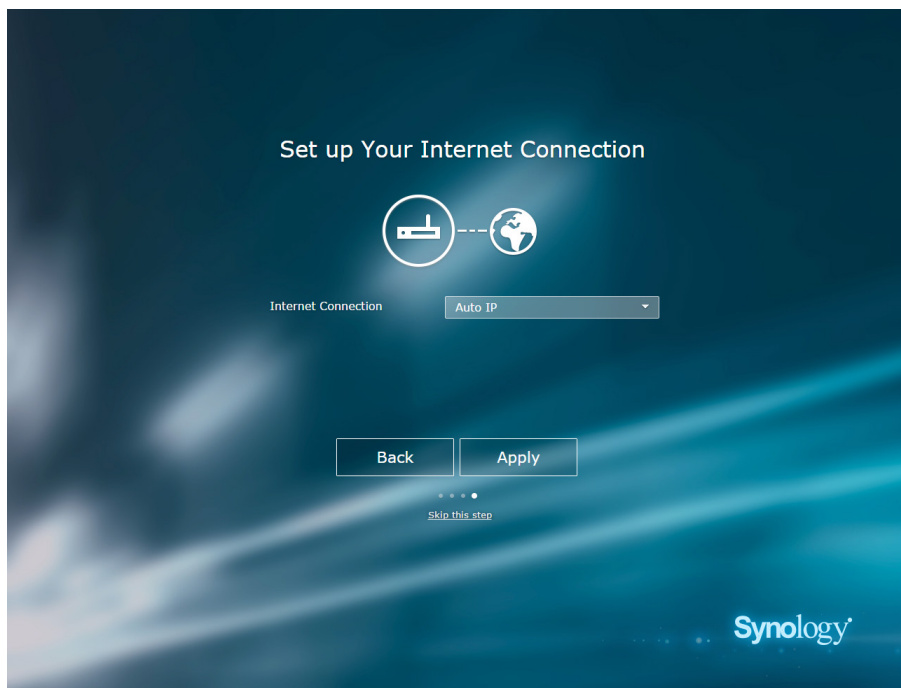 Set up Your Internet Connection
Internet Connection
Auto IP
Back
Apply
Skip this step
Synology